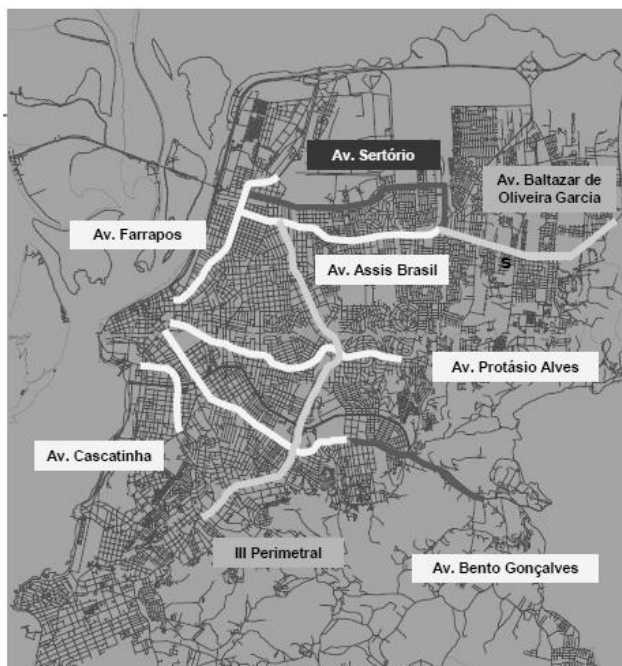 Av. Sertório
Av. Baltazar de
Oliveira Garcia
Av. Farrapos
Av. Assis Brasil
S
Av. Protásio Alves
Av. Cascatinha
III Perimetral
Av. Bento Gonçalves